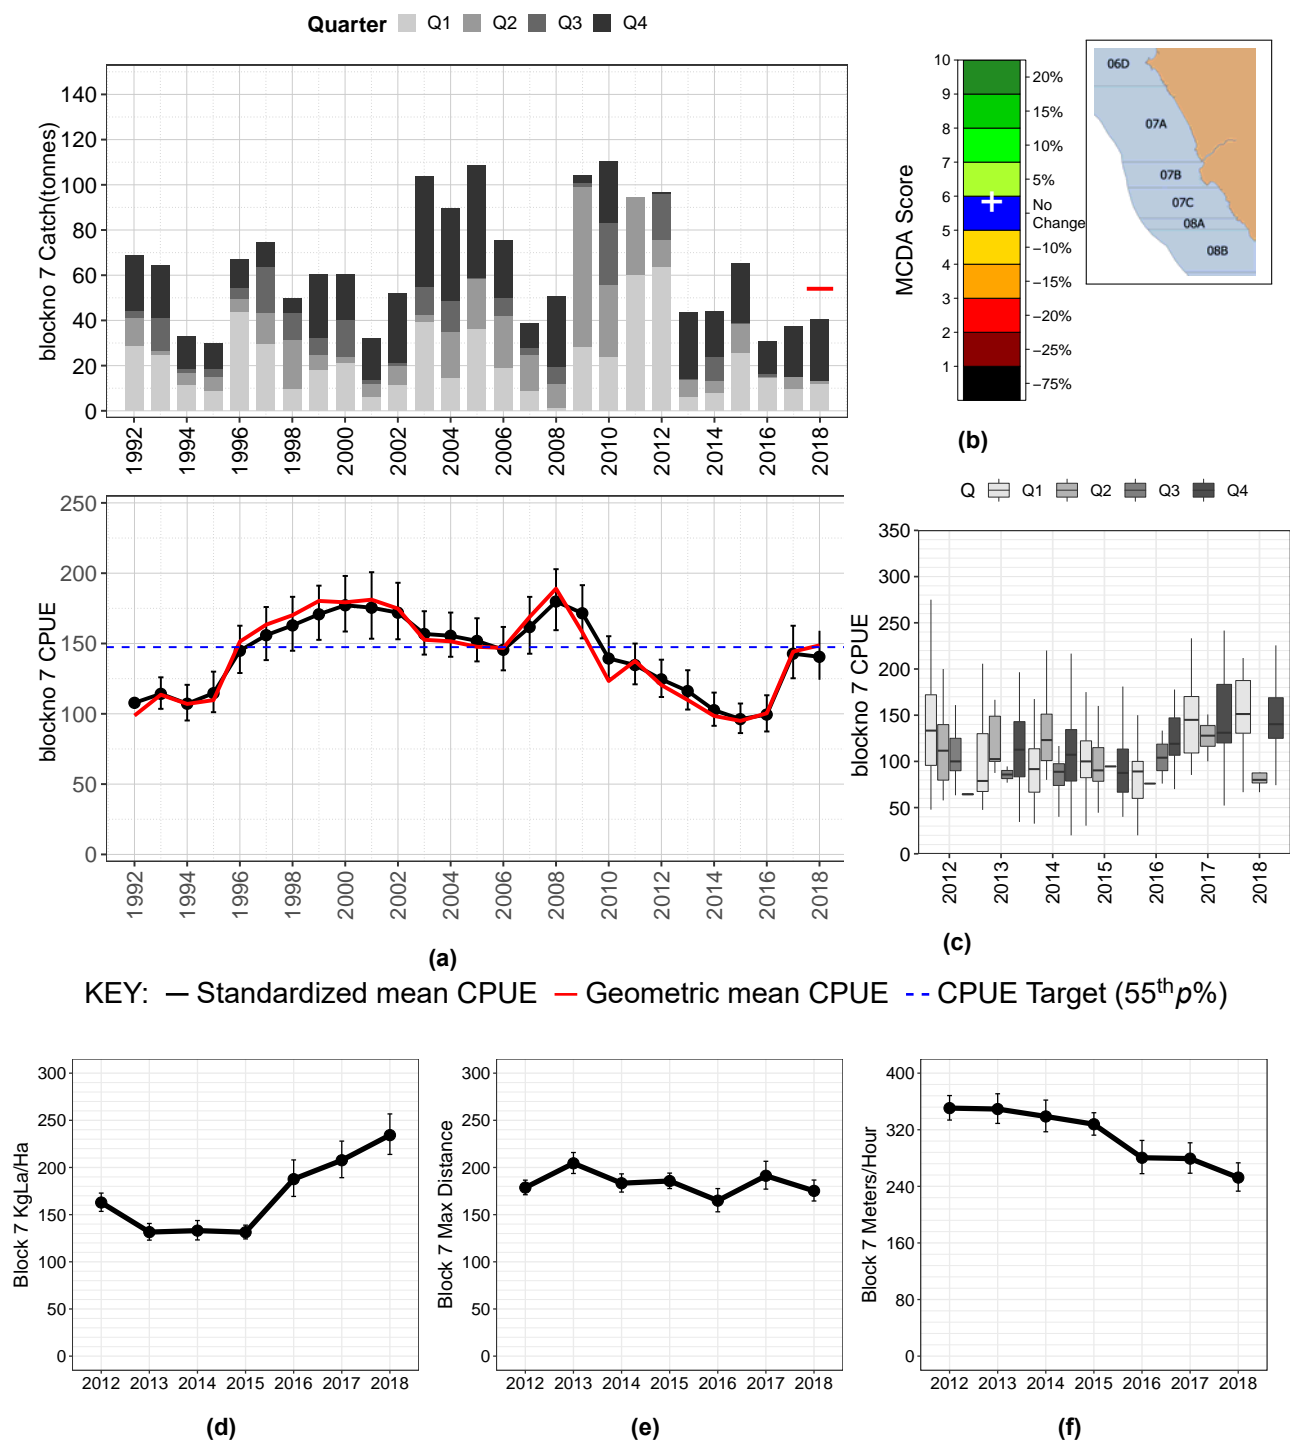 Quarter Q1 Q2 Q3 Q4
blockno 7 Catch(tonnes)
140
120
100
80
60
40
20
0
1992 1994 1996 1998 2000 2002 2004 2006 2008 2010 2012 2014 2016 2018
blockno 7 CPUE
250
200
150
100
50
0
1992 1994 1996 1998 2000 2002 2004 2006 2008 2010 2012 2014 2016 2018
(a)
MCDA Score
10
9
8
7
6
5
4
3
2
1
20%
15%
10%
5%
No
Change
−10%
−15%
−20%
−25%
−75%
(b)
06D
07A
07B
07C
08A
08B
Q Q1 Q2 Q3 Q4
blockno 7 CPUE
350
300
250
200
150
100
50
0
2012 2013 2014 2015 2016 2017 2018
(c)
KEY: Standardized mean CPUE Geometric mean CPUE CPUE Target (55th p%)
Block 7 KgLa/Ha
300
250
200
150
100
50
0
2012 2013 2014 2015 2016 2017 2018
(d)
Block 7 Max Distance
300
250
200
150
100
50
0
2012 2013 2014 2015 2016 2017 2018
(e)
Block 7 Meters/Hour
400
320
240
160
80
0
2012 2013 2014 2015 2016 2017 2018
(f)